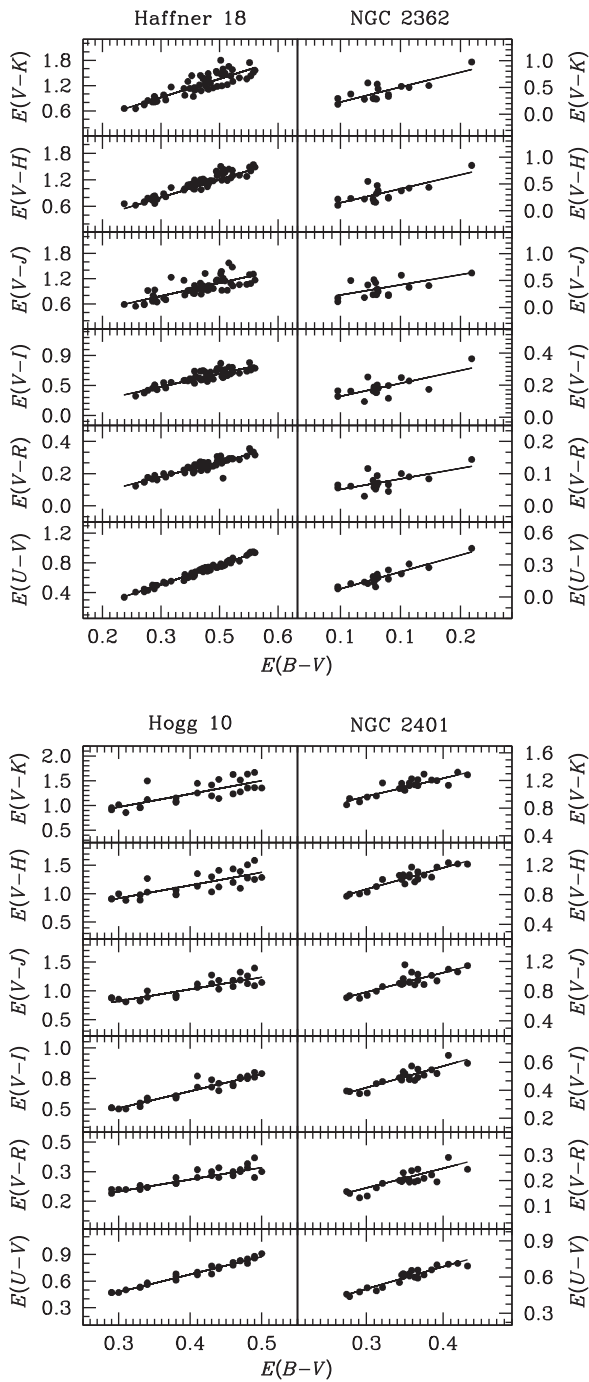 Haffner 18 NGC 2362
E(V−K) 1.8 1.2 0.6 1.0 0.5 0.0 E(V−K)
E(V−H) 1.8 1.2 0.6 1.0 0.5 0.0 E(V−H)
E(V−J) 1.8 1.2 0.6 1.0 0.5 0.0 E(V−J)
E(V−I) 0.9 0.5 0.0 0.4 0.2 0.0 E(V−I)
E(V−R) 0.4 0.2 0.0 0.2 0.1 0.0 E(V−R)
E(U−V) 1.2 0.8 0.4 0.6 0.3 0.0 E(U−V)
0.2 0.3 0.5 0.6 0.1 0.1 0.2
E(B−V)
Hogg 10 NGC 2401
E(V−K) 2.0 1.5 1.0 0.5 1.6 1.2 0.8 0.4 E(V−K)
E(V−H) 1.5 1.0 0.5 1.2 0.8 0.4 E(V−H)
E(V−J) 1.5 1.0 0.5 1.2 0.8 0.4 E(V−J)
E(V−I) 1.0 0.8 0.5 0.6 0.4 0.2 E(V−I)
E(V−R) 0.5 0.3 0.2 0.3 0.2 0.1 E(V−R)
E(U−V) 0.9 0.6 0.3 0.9 0.6 0.3 E(U−V)
0.3 0.4 0.5 0.3 0.4
E(B−V)